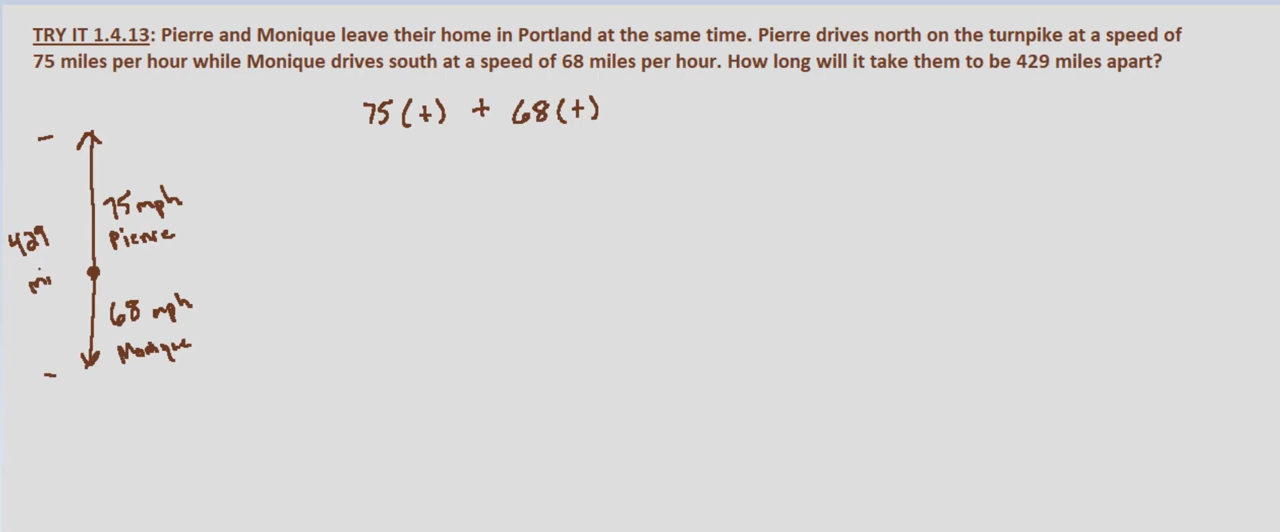 TRY IT 1.4.13: Pierre and Monique leave their home in Portland at the same time. Pierre drives north on the turnpike at a speed of
75 miles per hour while Monique drives south at a speed of 68 miles per hour. How long will it take them to be 429 miles apart?
75(t) + 68(t)
75 mph
Pierre
429
mi
68 mph
Monique